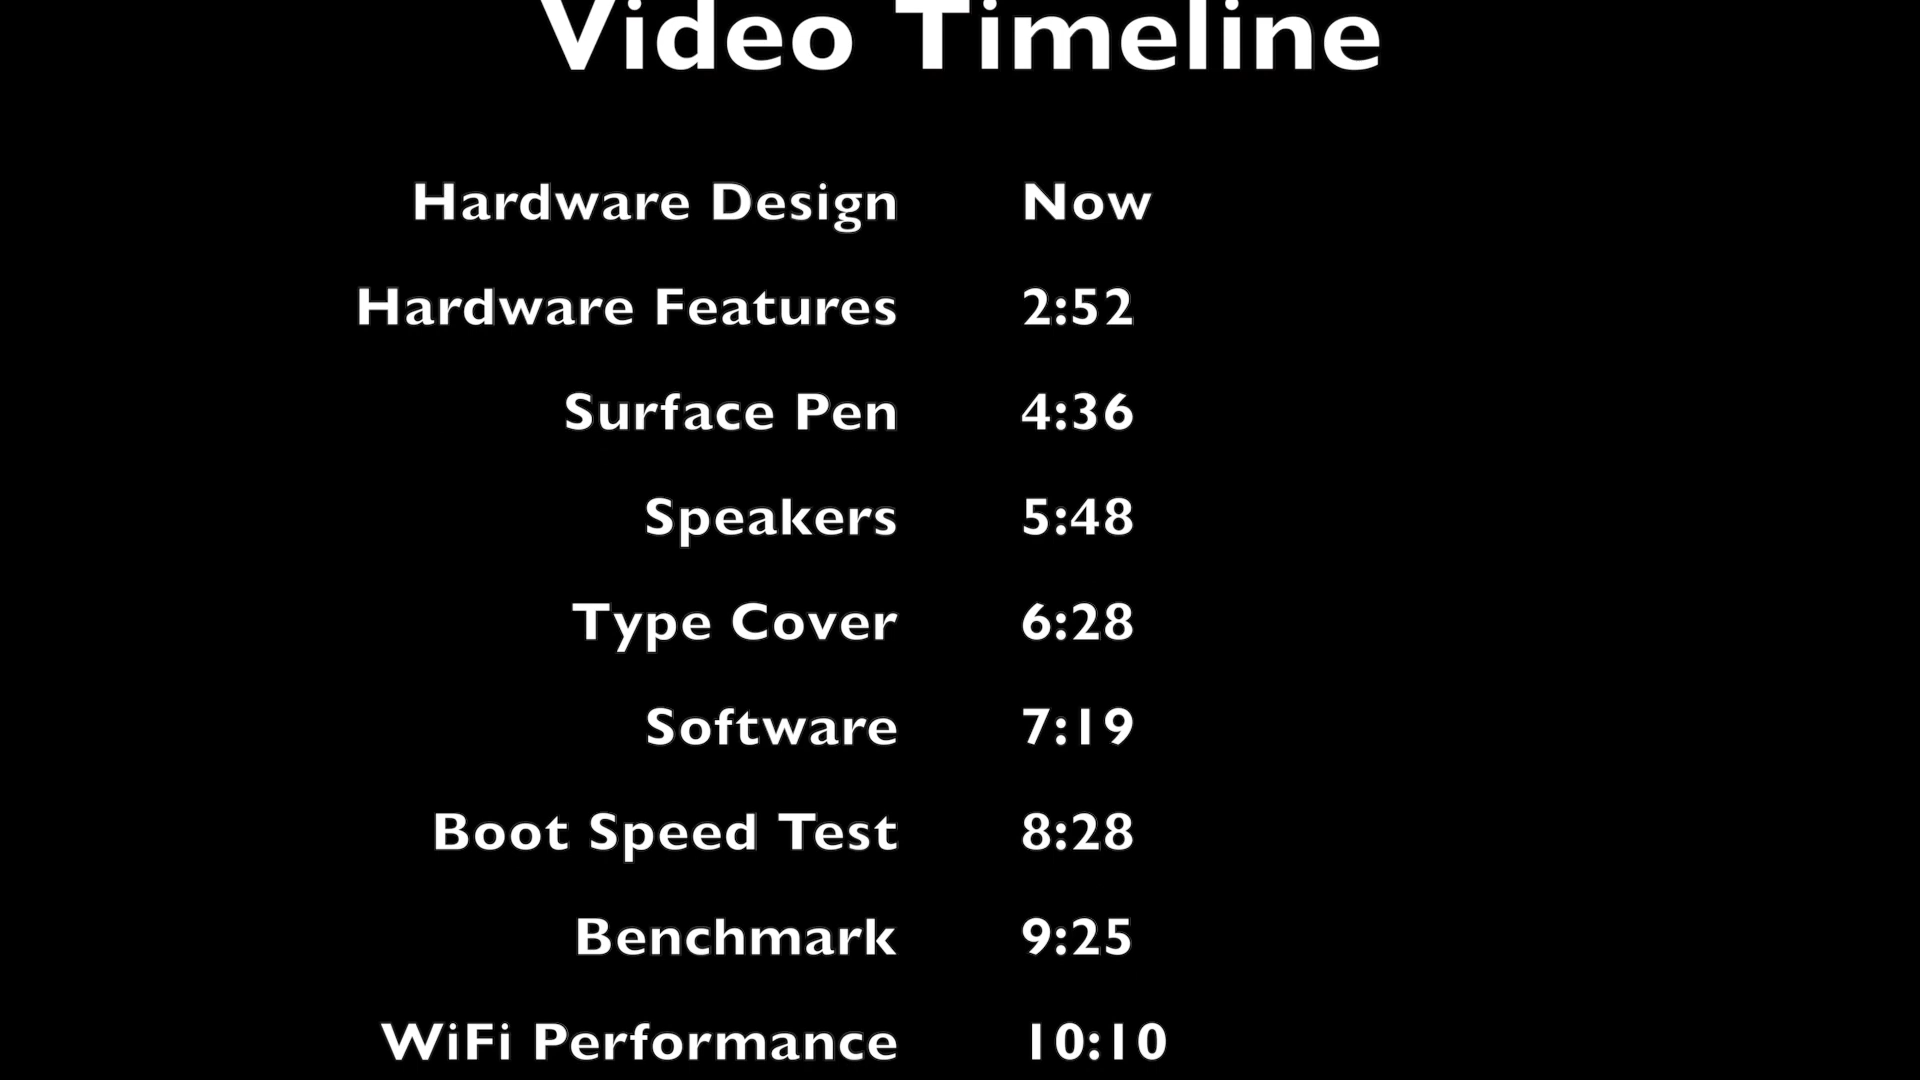 Video Timeline
Hardware Design Now
Hardware Features 2:52
Surface Pen 4:36
Speakers 5:48
Type Cover 6:28
Software 7:19
Boot Speed Test 8:28
Benchmark 9:25
WiFi Performance 10:10